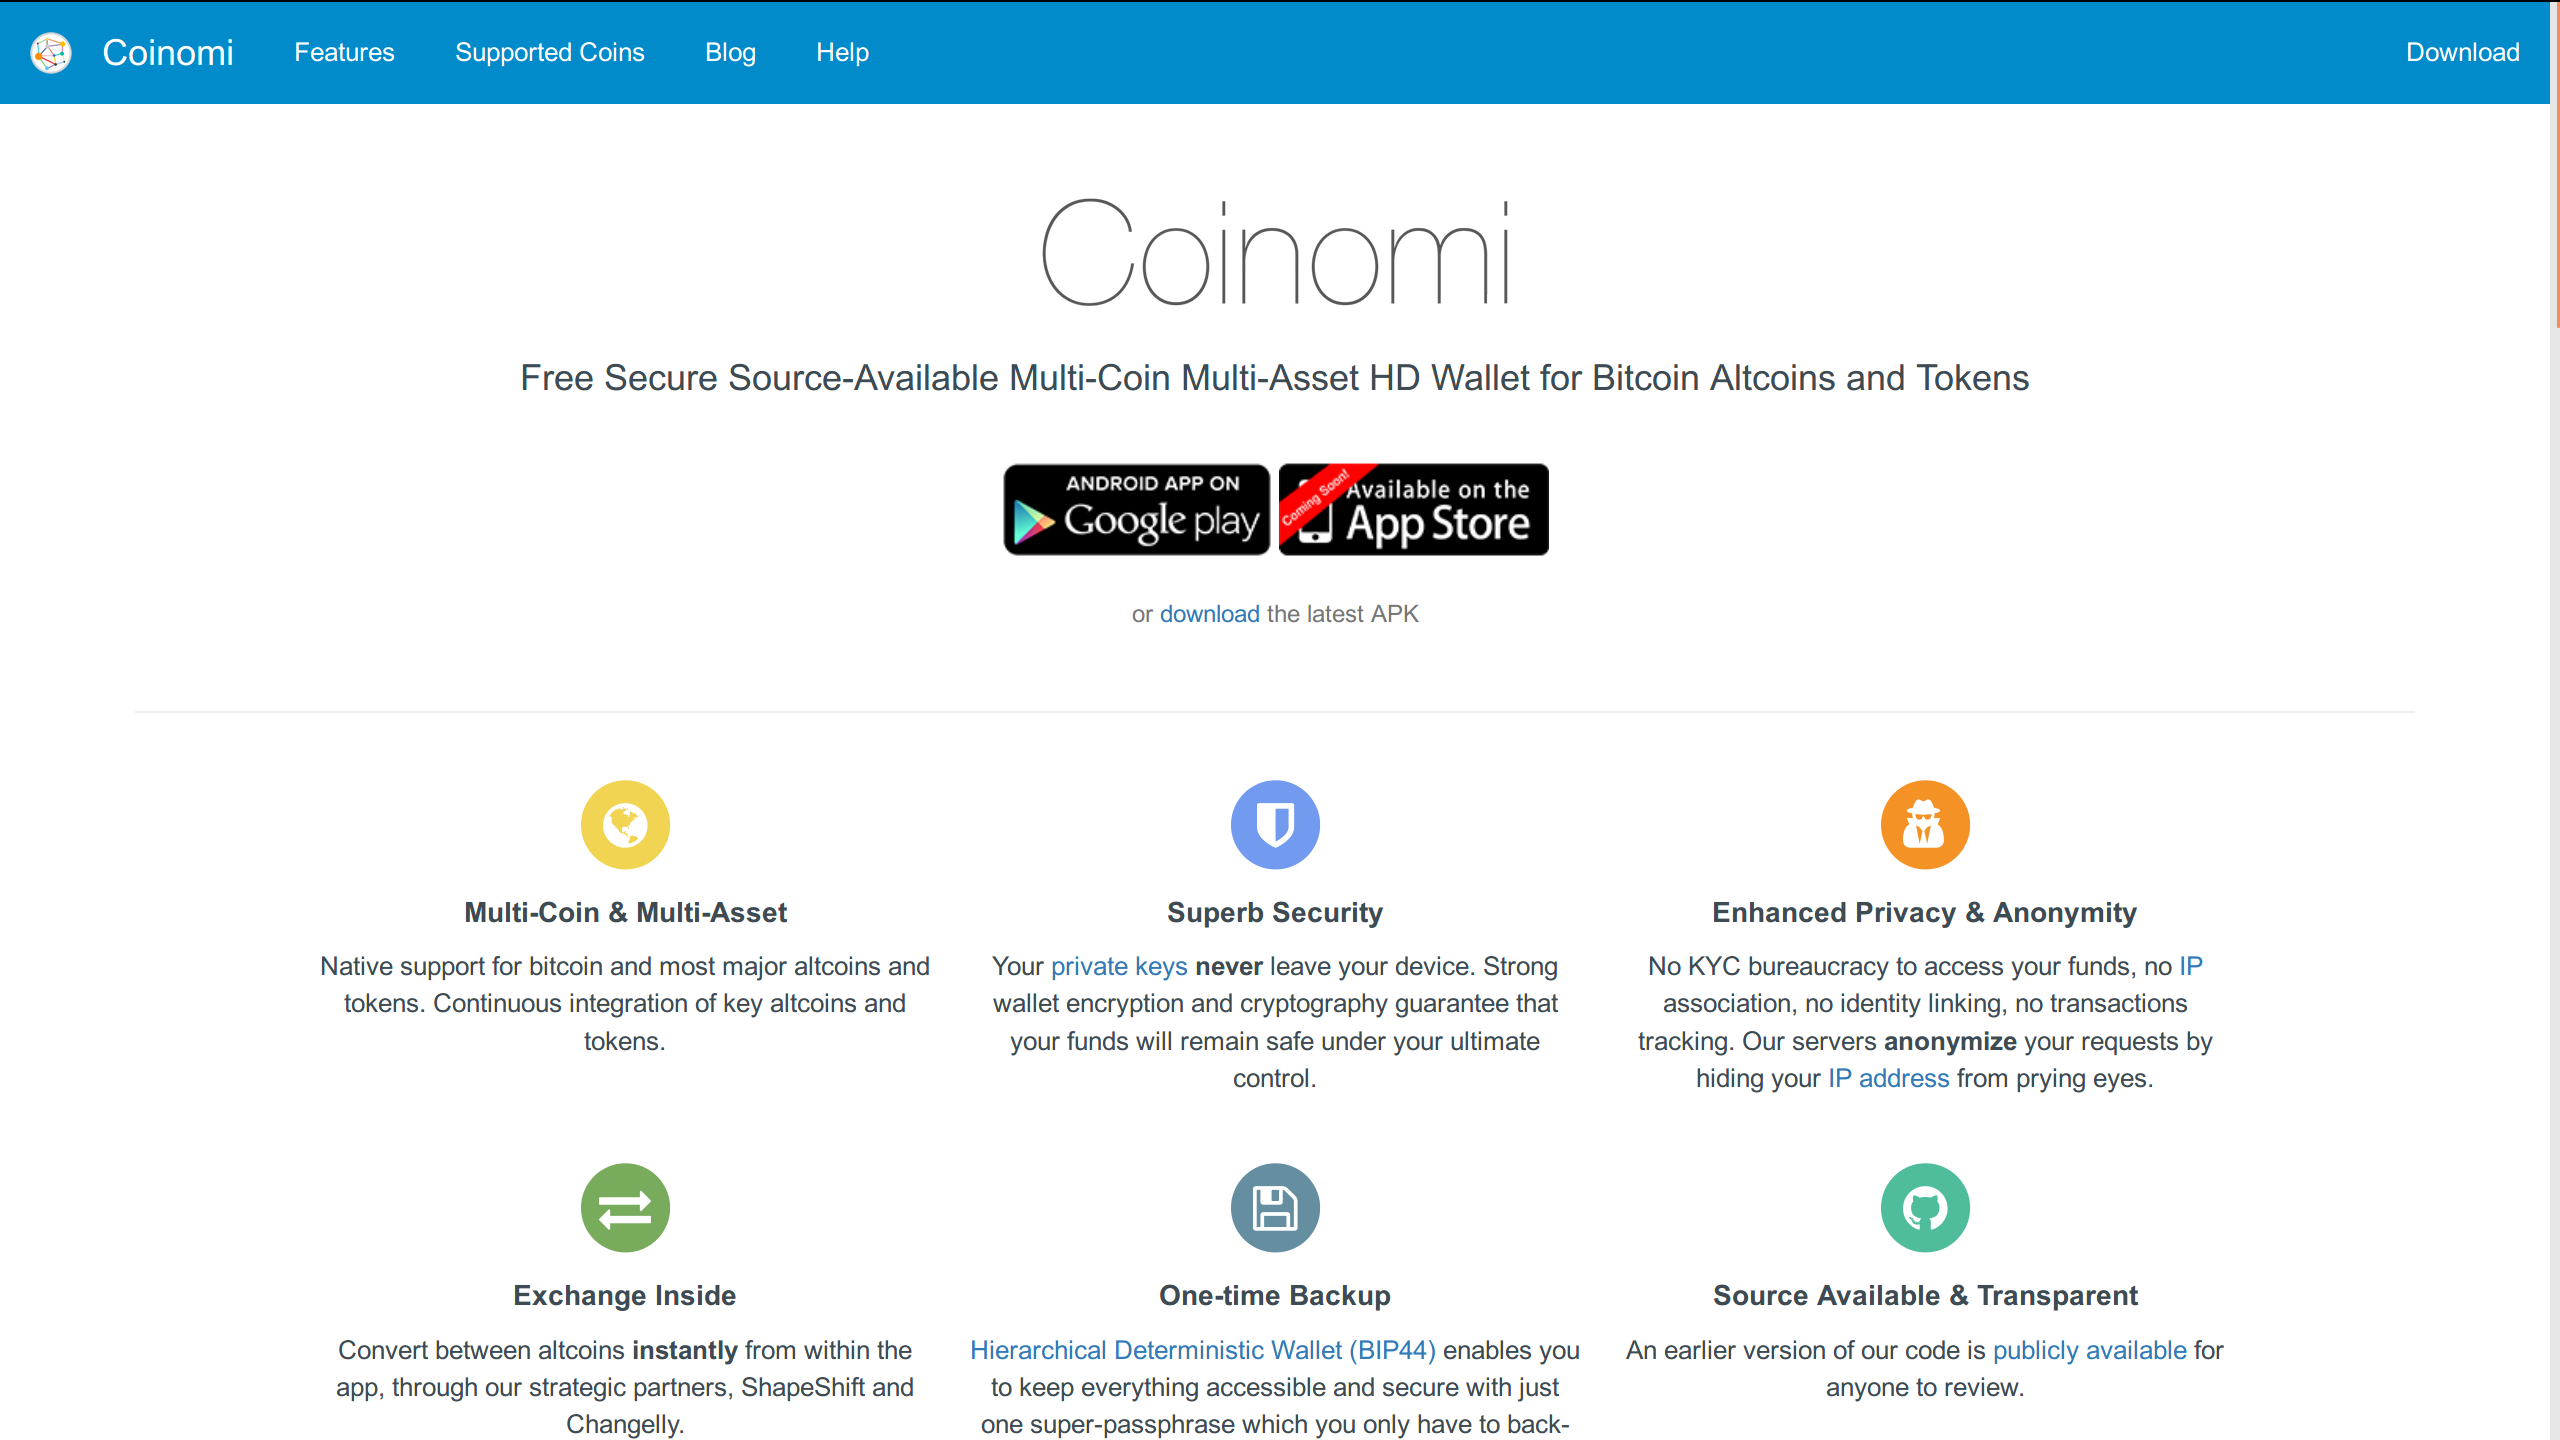 Coinomi Features Supported Coins Blog Help Download
Coinomi
Free Secure Source-Available Multi-Coin Multi-Asset HD Wallet for Bitcoin Altcoins and Tokens
ANDROID APP ON
Google play
Coming Soon!
Available on the
App Store
or download the latest APK
Multi-Coin & Multi-Asset
Native support for bitcoin and most major altcoins and
tokens. Continuous integration of key altcoins and
tokens.
Superb Security
Your private keys never leave your device. Strong
wallet encryption and cryptography guarantee that
your funds will remain safe under your ultimate
control.
Enhanced Privacy & Anonymity
No KYC bureaucracy to access your funds, no IP
association, no identity linking, no transactions
tracking. Our servers anonymize your requests by
hiding your IP address from prying eyes.
Exchange Inside
Convert between altcoins instantly from within the
app, through our strategic partners, ShapeShift and
Changelly.
One-time Backup
Hierarchical Deterministic Wallet (BIP44) enables you
to keep everything accessible and secure with just
one super-passphrase which you only have to back-
Source Available & Transparent
An earlier version of our code is publicly available for
anyone to review.